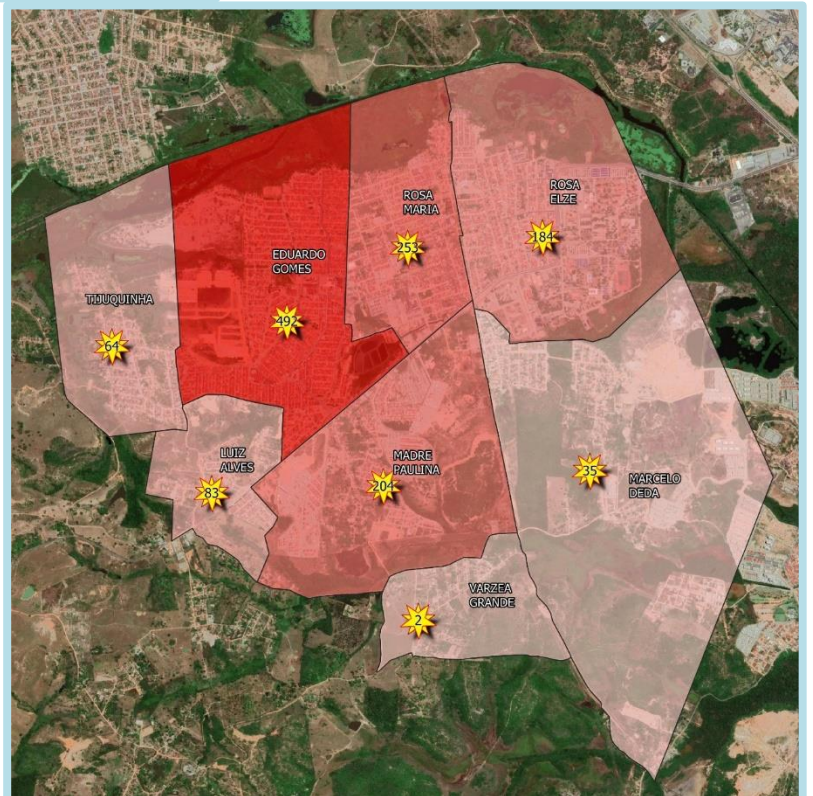 ROSA
MARIA
253
ROSA
ELZE
184
EDUARDO
GOMES
492
TIJUQUINHA
64
LUIZ
ALVES
83
MADRE
PAULINA
204
MARCELO
DEDA
35
VARZEA
GRANDE
2